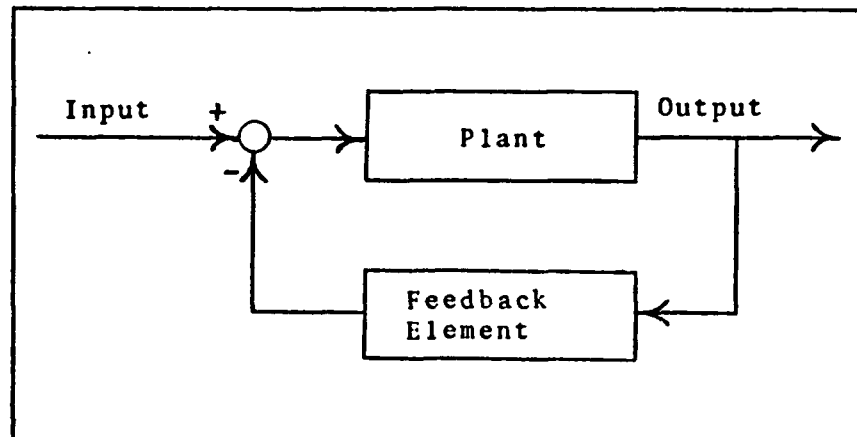 Input
+
Output
Plant
-
Feedback
Element